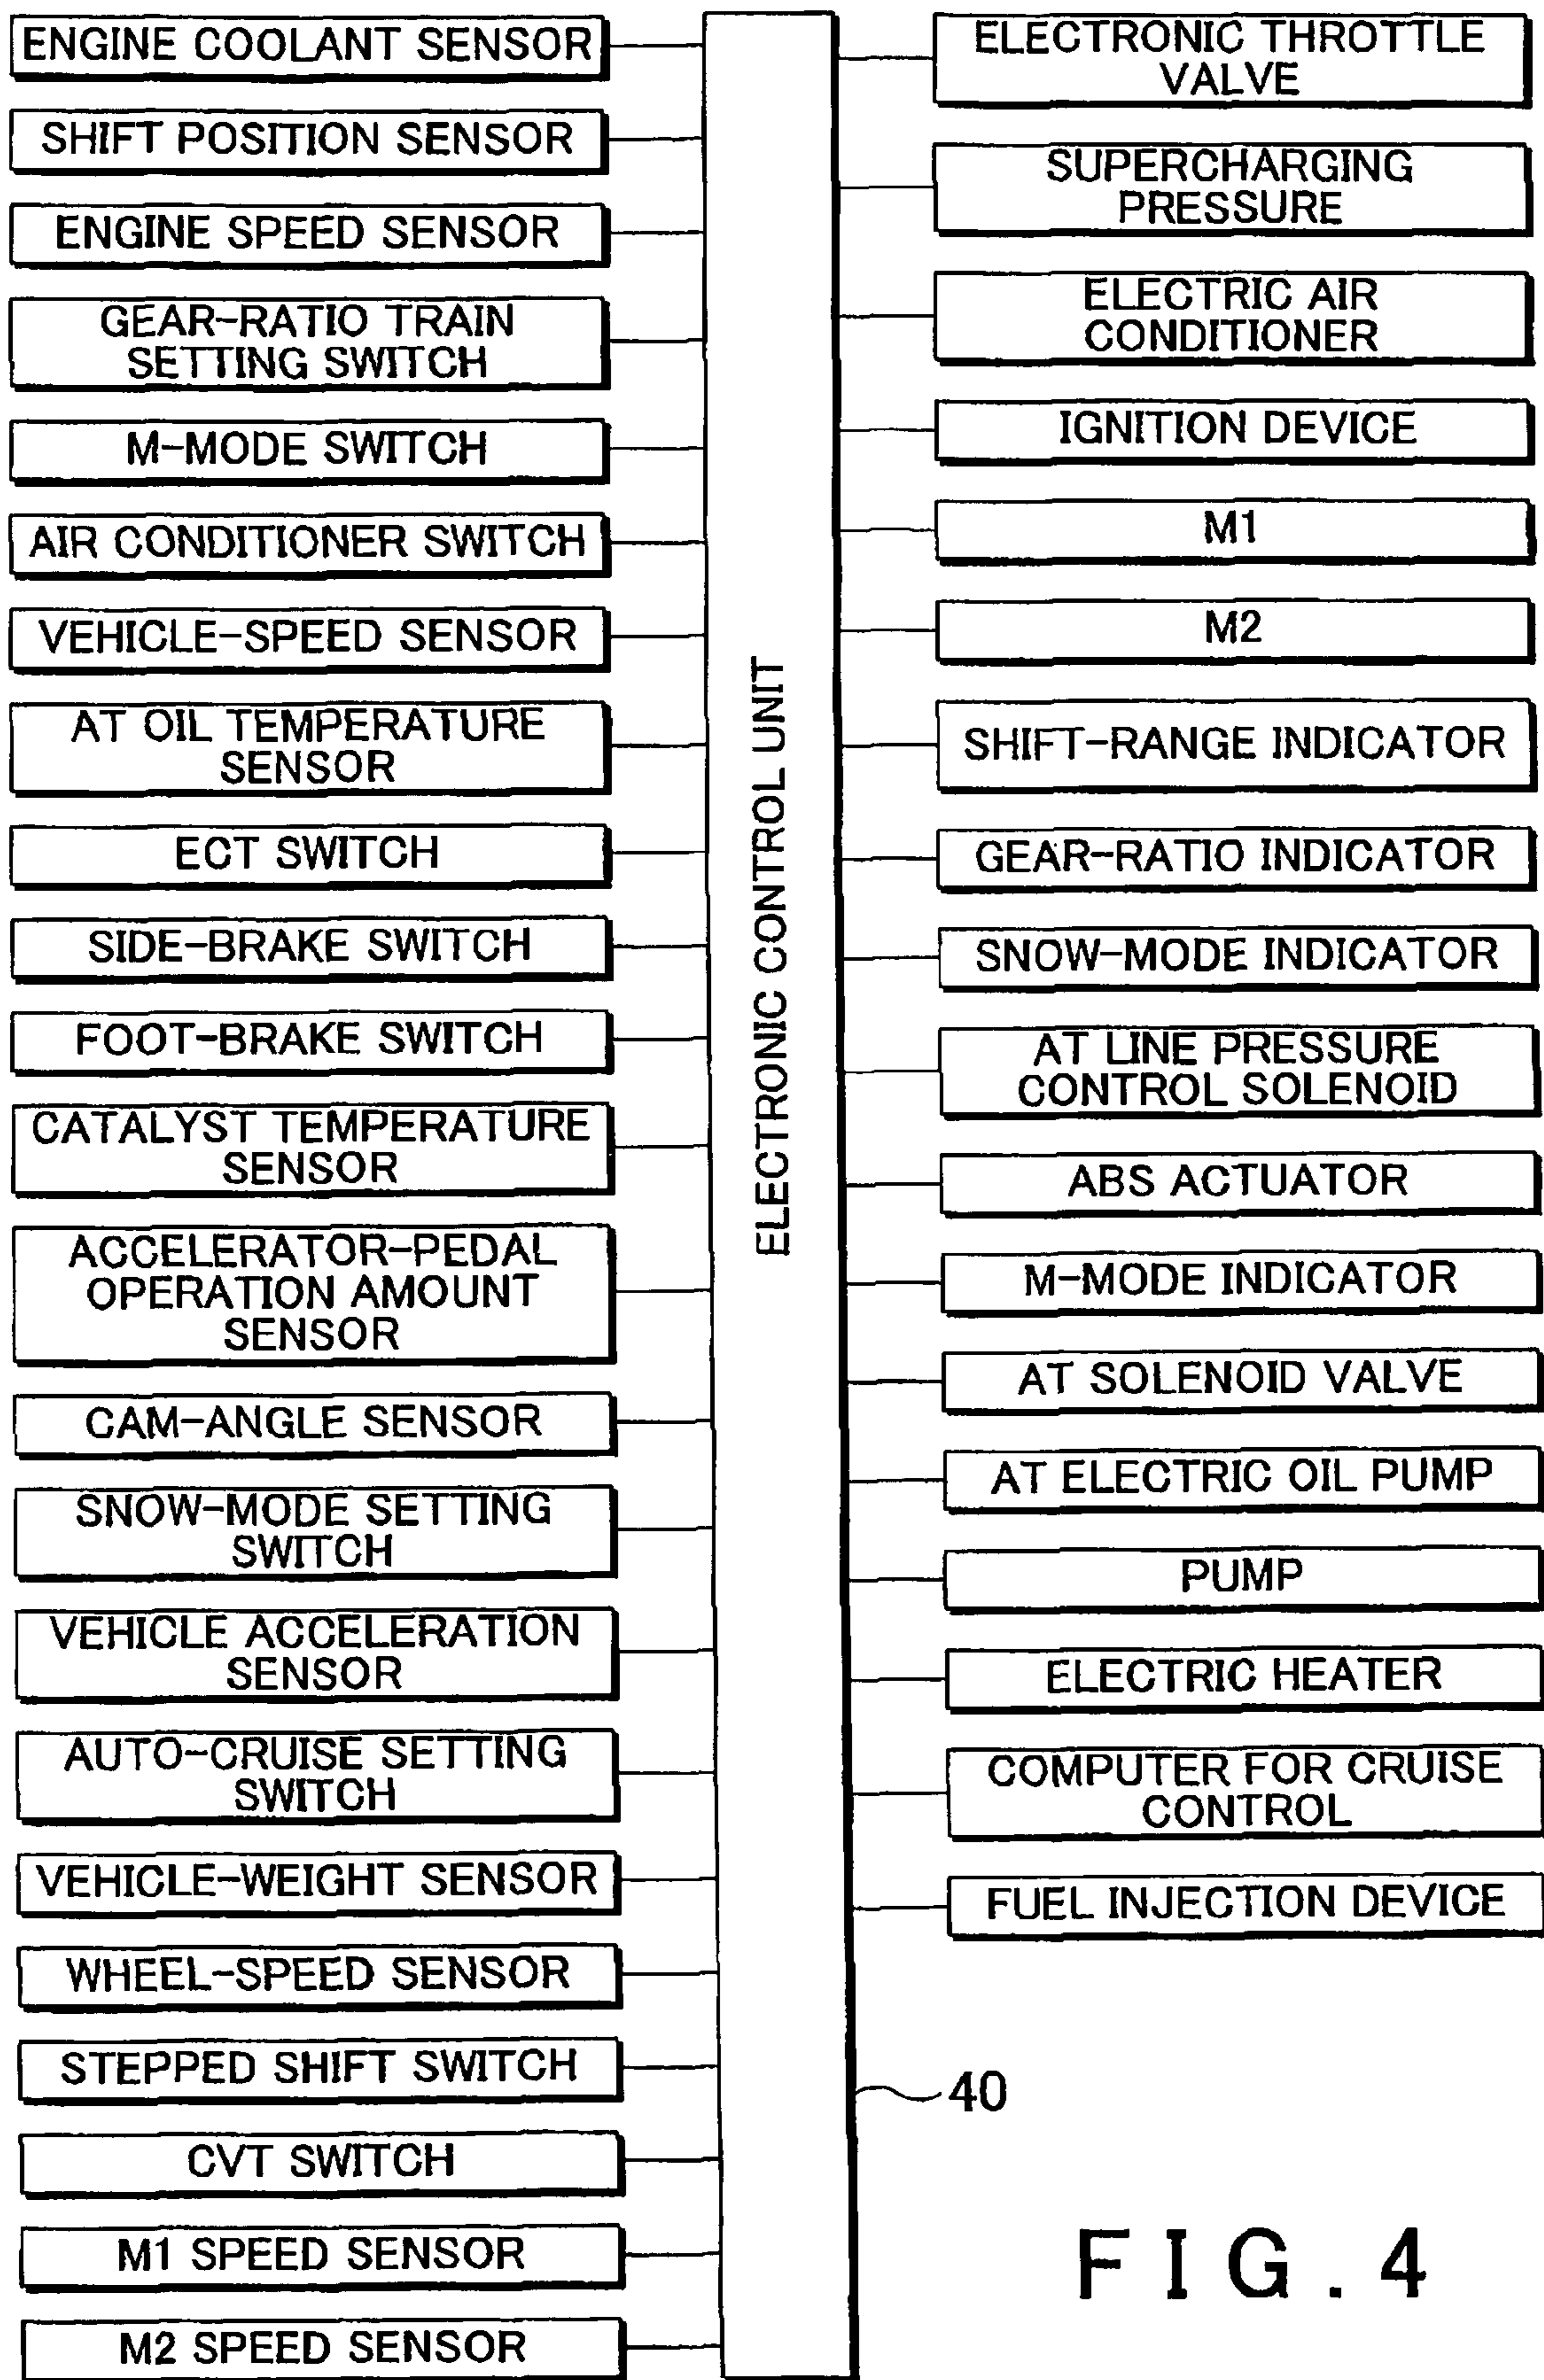 ENGINE COOLANT SENSOR
SHIFT POSITION SENSOR
ENGINE SPEED SENSOR
GEAR-RATIO TRAIN
SETTING SWITCH
M-MODE SWITCH
AIR CONDITIONER SWITCH
VEHICLE-SPEED SENSOR
AT OIL TEMPERATURE
SENSOR
ECT SWITCH
SIDE-BRAKE SWITCH
FOOT-BRAKE SWITCH
CATALYST TEMPERATURE
SENSOR
ACCELERATOR-PEDAL
OPERATION AMOUNT
SENSOR
CAM-ANGLE SENSOR
SNOW-MODE SETTING
SWITCH
VEHICLE ACCELERATION
SENSOR
AUTO-CRUISE SETTING
SWITCH
VEHICLE-WEIGHT SENSOR
WHEEL-SPEED SENSOR
STEPPED SHIFT SWITCH
CVT SWITCH
M1 SPEED SENSOR
M2 SPEED SENSOR
ELECTRONIC CONTROL UNIT
ELECTRONIC THROTTLE
VALVE
SUPERCHARGING
PRESSURE
ELECTRIC AIR
CONDITIONER
IGNITION DEVICE
M1
M2
SHIFT-RANGE INDICATOR
GEAR-RATIO INDICATOR
SNOW-MODE INDICATOR
AT LINE PRESSURE
CONTROL SOLENOID
ABS ACTUATOR
M-MODE INDICATOR
AT SOLENOID VALVE
AT ELECTRIC OIL PUMP
PUMP
ELECTRIC HEATER
COMPUTER FOR CRUISE
CONTROL
FUEL INJECTION DEVICE
40
FIG.4